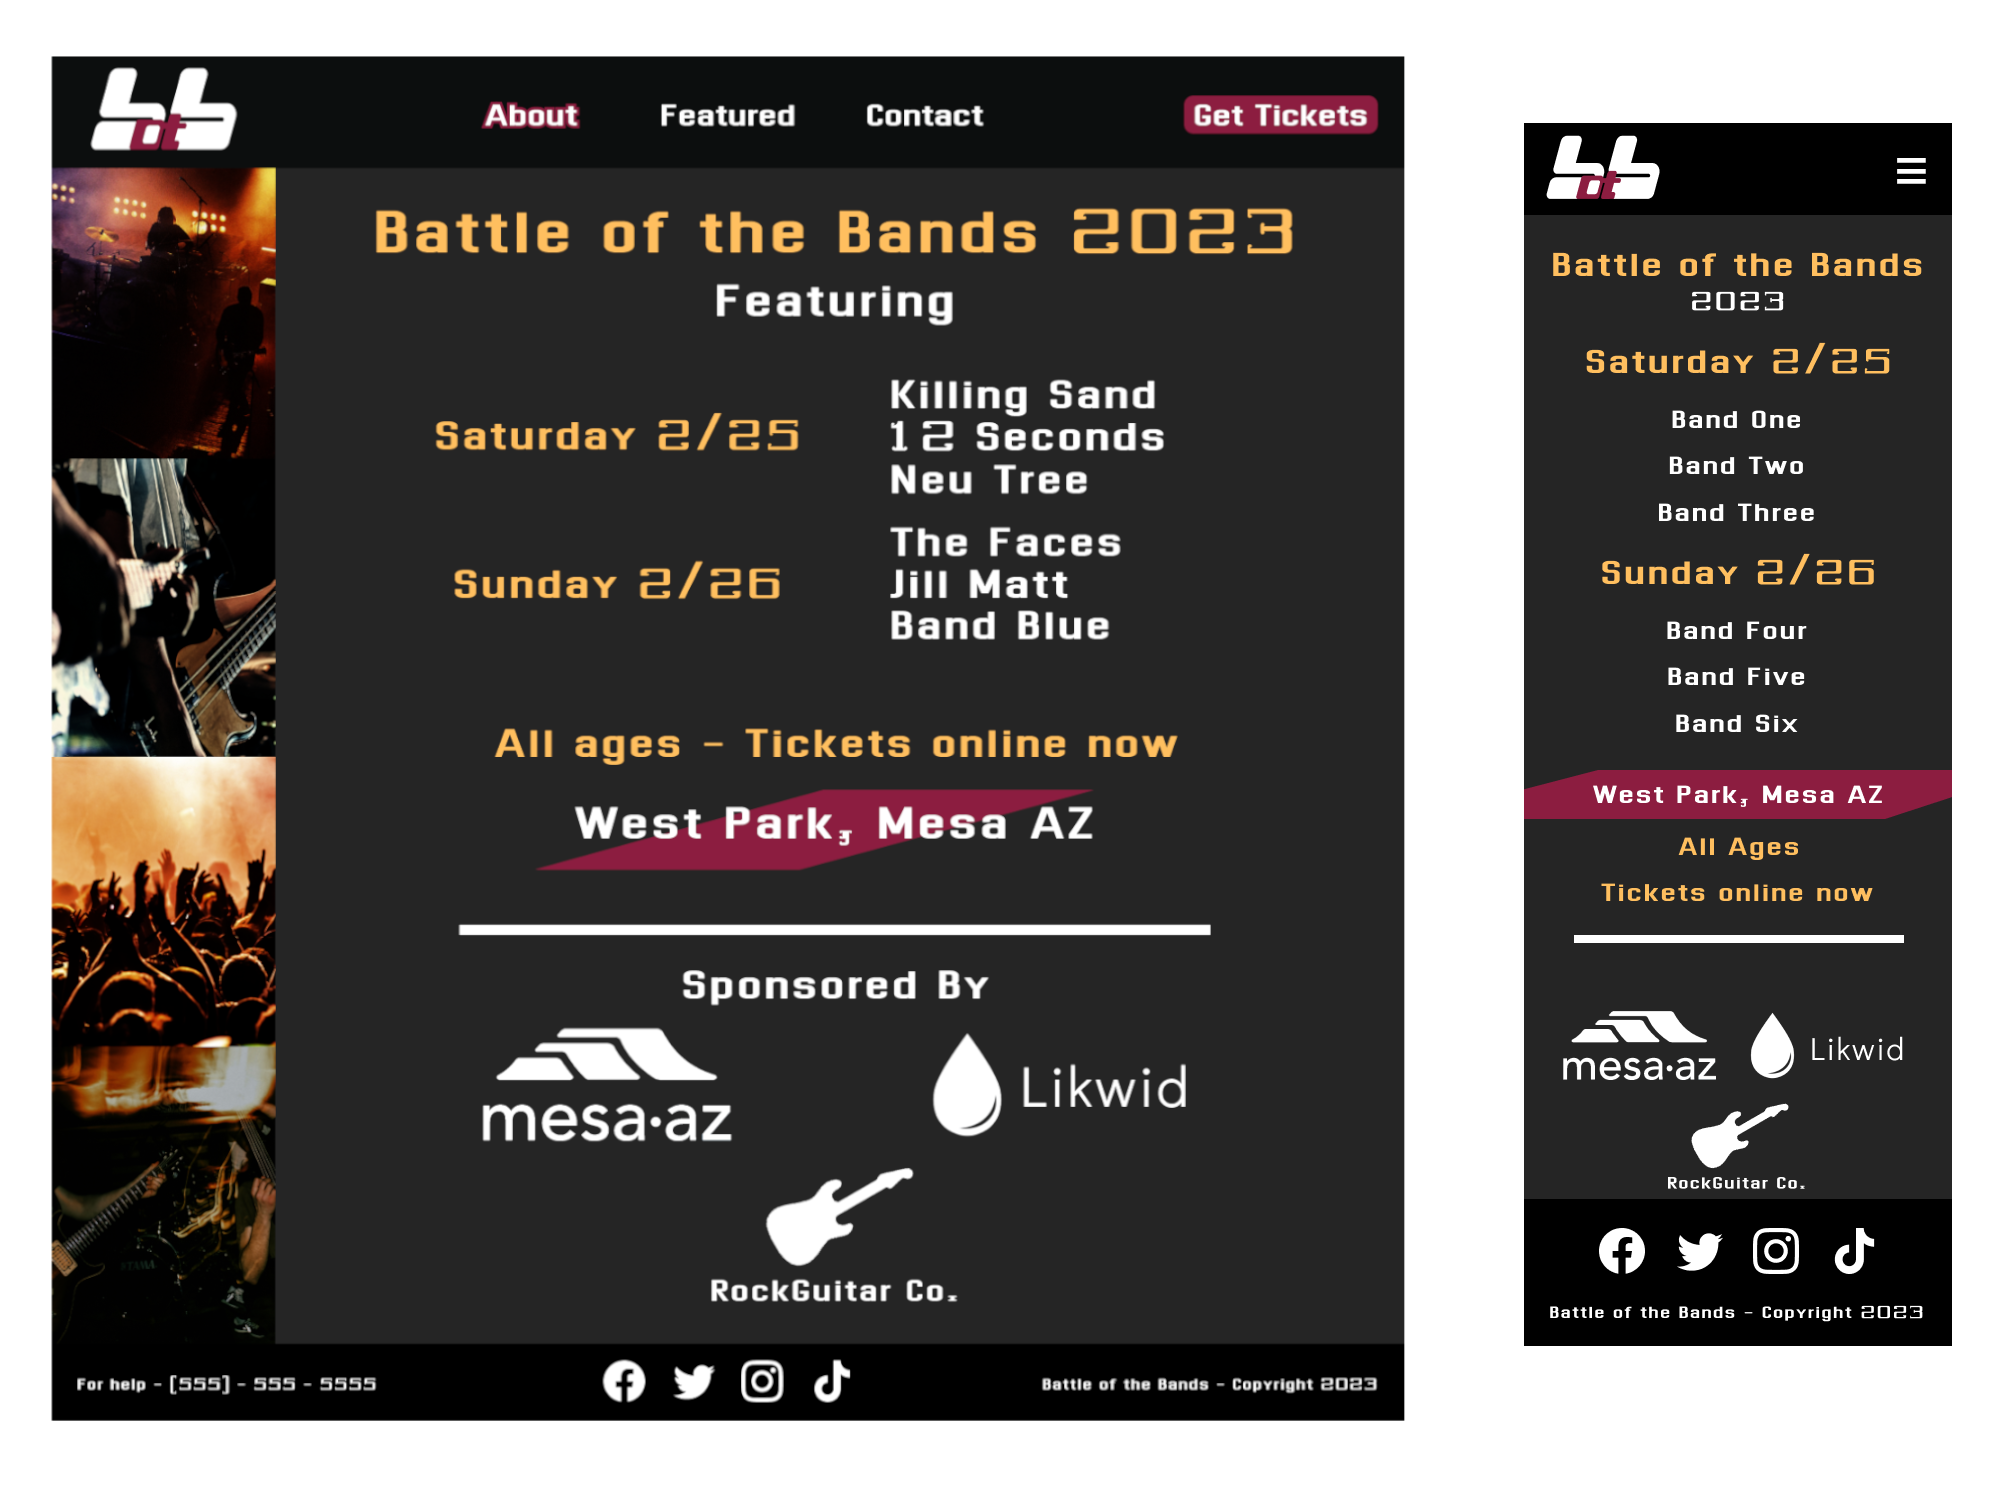 botb
About Featured Contact Get Tickets
Battle of the Bands 2023
Featuring
Saturday 2/25
Killing Sand
12 Seconds
Neu Tree
Sunday 2/26
The Faces
Jill Matt
Band Blue
All ages - Tickets online now
West Park, Mesa AZ
Sponsored By
mesa·az
Likwid
RockGuitar Co.
For help - [555] - 555 - 5555
Battle of the Bands - Copyright 2023
botb
Battle of the Bands
2023
Saturday 2/25
Band One
Band Two
Band Three
Sunday 2/26
Band Four
Band Five
Band Six
West Park, Mesa AZ
All Ages
Tickets online now
mesa·az
Likwid
RockGuitar Co.
Battle of the Bands - Copyright 2023